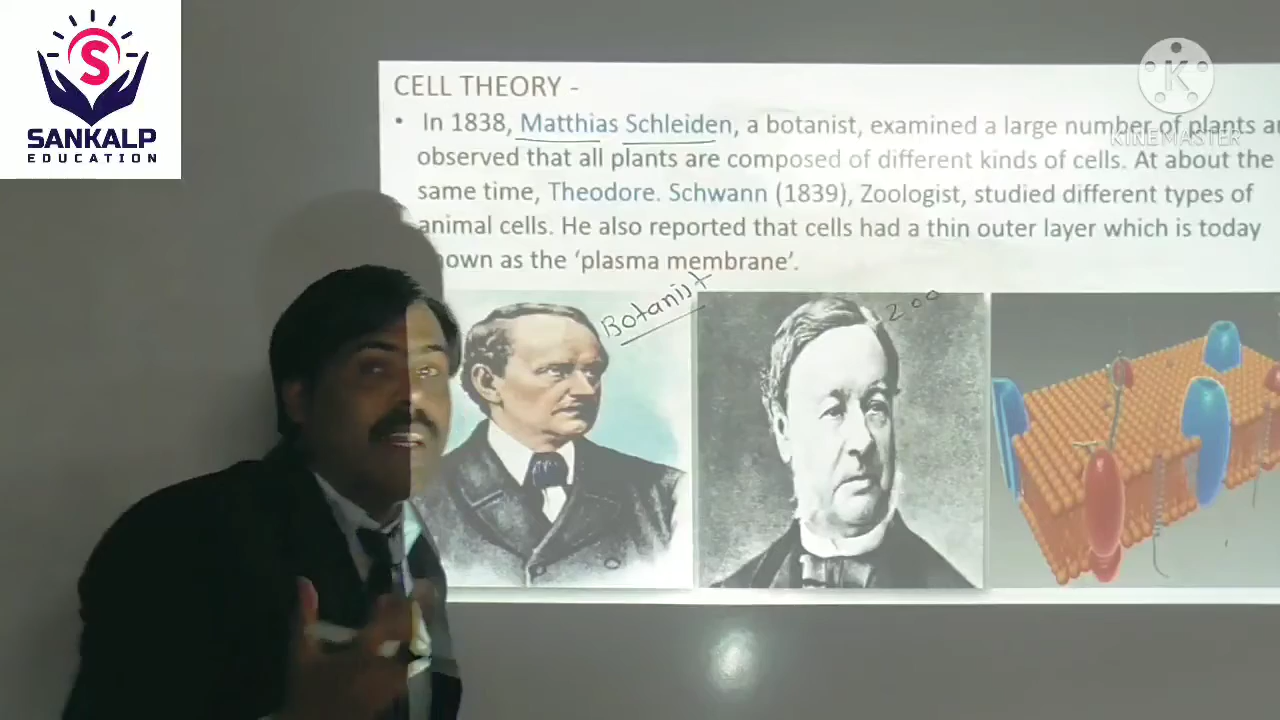 S
SANKALP
EDUCATION
K
KINEMASTER
CELL THEORY -
• In 1838, Matthias Schleiden, a botanist, examined a large number of plants an
observed that all plants are composed of different kinds of cells. At about the
same time, Theodore. Schwann (1839), Zoologist, studied different types of
animal cells. He also reported that cells had a thin outer layer which is today
nown as the ‘plasma membrane’.
Botanist
Zoo